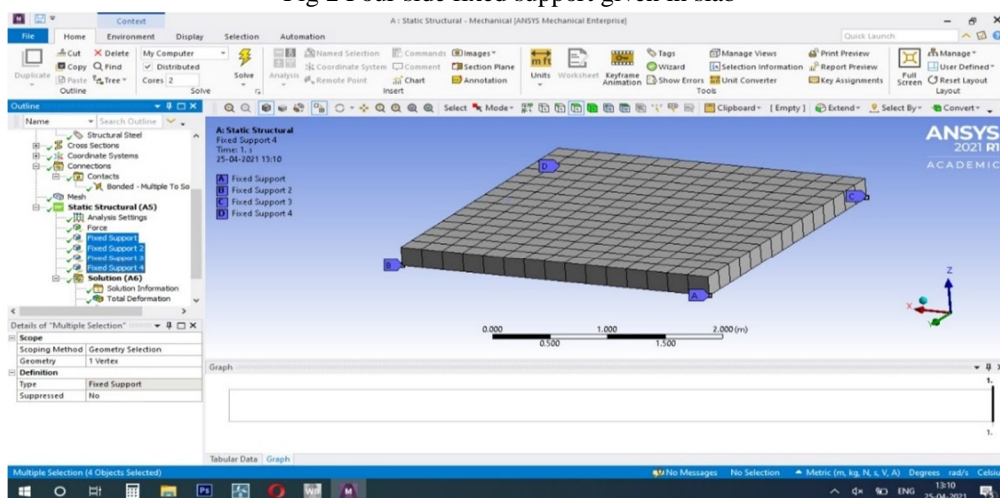 Fig 2 Four side fixed support given in slab
Context
A : Static Structural - Mechanical [ANSYS Mechanical Enterprise]
File Home Environment Display Selection Automation
Quick Launch
Duplicate
Cut
Copy
Paste
Delete
Find
Tree
Outline
My Computer
Distributed
Cores 2
Solve
Solve
Analysis
Named Selection
Coordinate System
Remote Point
Commands
Comment
Chart
Images
Section Plane
Annotation
Insert
Units
Worksheet
Keyframe
Animation
Tags
Wizard
Show Errors
Manage Views
Selection Information
Unit Converter
Tools
Print Preview
Report Preview
Key Assignments
Full
Screen
Manage
User Defined
Reset Layout
Layout
Outline
Select Mode
Clipboard [ Empty ] Extend Select By Convert
Name Search Outline
Structural Steel
Cross Sections
Coordinate Systems
Connections
Contacts
Bonded - Multiple To So
Mesh
Static Structural (A5)
Analysis Settings
Force
Fixed Support
Fixed Support 2
Fixed Support 3
Fixed Support 4
Solution (A6)
Solution Information
Total Deformation
A: Static Structural
Fixed Support 4
Time: 1. s
25-04-2021 13:10
A Fixed Support
B Fixed Support 2
C Fixed Support 3
D Fixed Support 4
ANSYS
2021 R1
ACADEMIC
D
C
B
A
Z
X
Y
0.000 1.000 2.000 (m)
0.500 1.500
Details of "Multiple Selection"
Scope
Scoping Method Geometry Selection
Geometry 1 Vertex
Definition
Type Fixed Support
Suppressed No
Graph
1.
1.
Tabular Data Graph
Multiple Selection (4 Objects Selected)
No Messages No Selection Metric (m, kg, N, s, V, A) Degrees rad/s Celsiu
ENG
13:10
25-04-2021